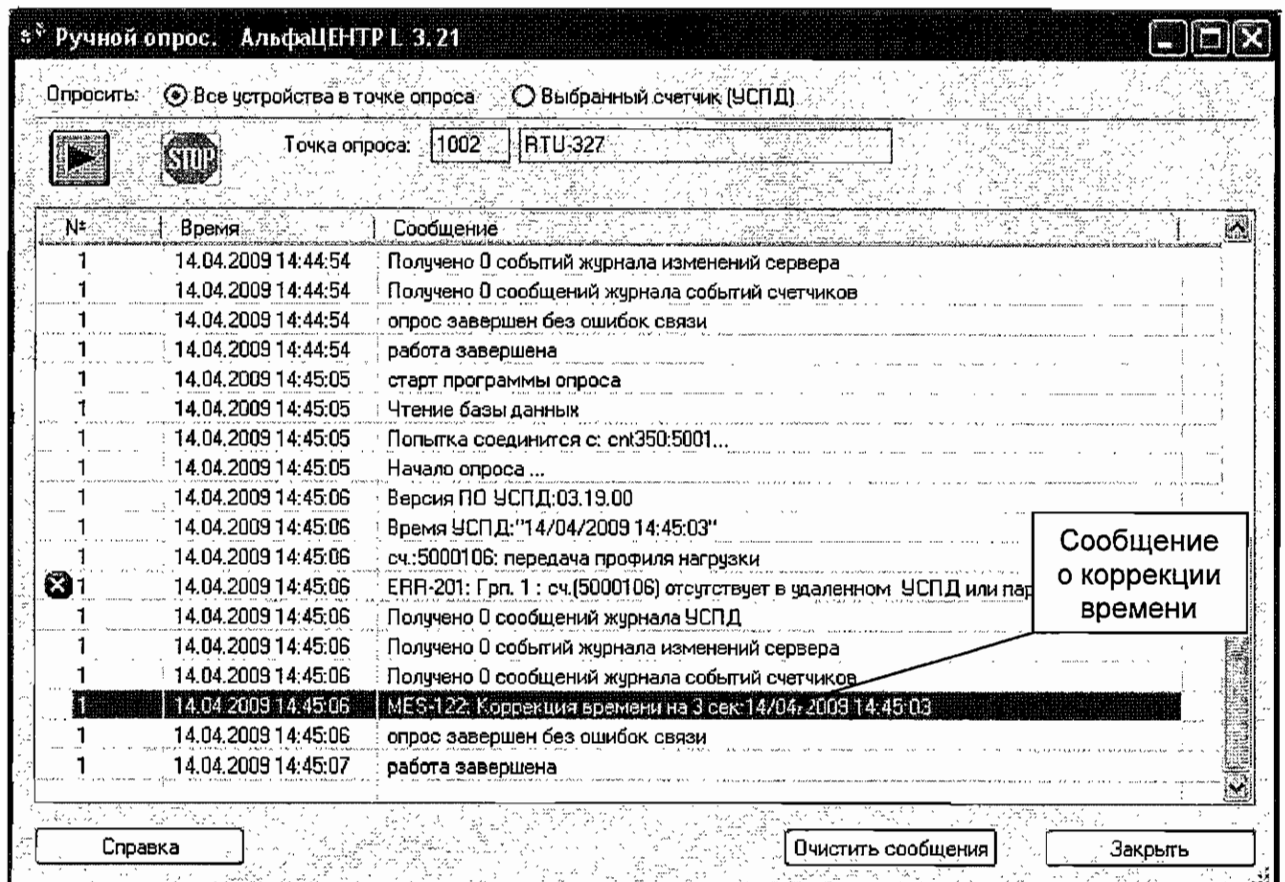 Ручной опрос. АльфаЦЕНТР L 3.21
Опросить: Все устройства в точке опроса Выбранный счетчик (УСПД)
STOP Точка опроса: 1002 RTU-327
№ Время Сообщение
1 14.04.2009 14:44:54 Получено 0 событий журнала изменений сервера
1 14.04.2009 14:44:54 Получено 0 сообщений журнала событий счетчиков
1 14.04.2009 14:44:54 опрос завершен без ошибок связи
1 14.04.2009 14:44:54 работа завершена
1 14.04.2009 14:45:05 старт программы опроса
1 14.04.2009 14:45:05 Чтение базы данных
1 14.04.2009 14:45:05 Попытка соединится с: cnt350:5001...
1 14.04.2009 14:45:05 Начало опроса ...
1 14.04.2009 14:45:06 Версия ПО УСПД:03.19.00
1 14.04.2009 14:45:06 Время УСПД:"14/04/2009 14:45:03"
1 14.04.2009 14:45:06 сч.:5000106: передача профиля нагрузки
1 14.04.2009 14:45:06 ERR-201: Грп. 1 : сч.(5000106) отсутствует в удаленном УСПД или пар
1 14.04.2009 14:45:06 Получено 0 сообщений журнала УСПД
1 14.04.2009 14:45:06 Получено 0 событий журнала изменений сервера
1 14.04.2009 14:45:06 Получено 0 сообщений журнала событий счетчиков
1 14.04.2009 14:45:06 MES-122: Коррекция времени на 3 сек:14/04/2009 14:45:03
1 14.04.2009 14:45:06 опрос завершен без ошибок связи
1 14.04.2009 14:45:07 работа завершена
Сообщение
о коррекции
времени
Справка Очистить сообщения Закрыть